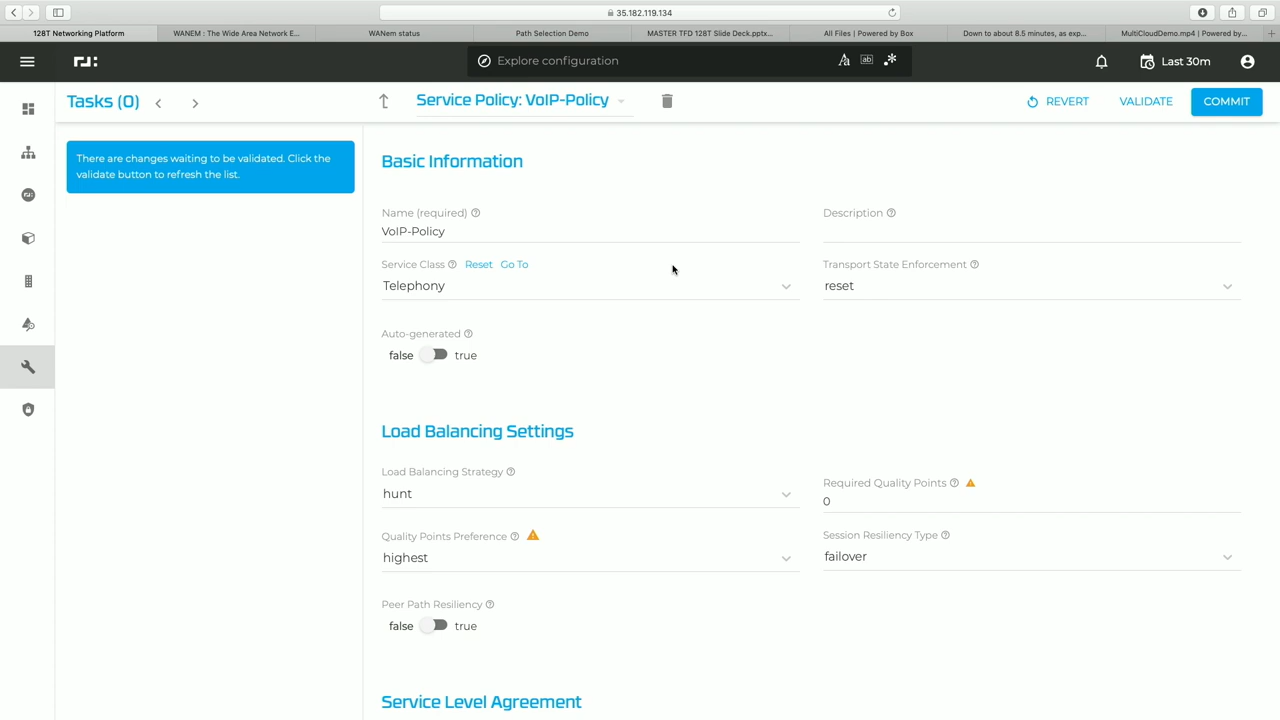 35.182.119.134
128T Networking Platform
WANEM : The Wide Area Network E...
WANem status
Path Selection Demo
MASTER TFD 128T Slide Deck.pptx...
All Files | Powered by Box
Down to about 8.5 minutes, as exp...
MultiCloudDemo.mp4 | Powered by...
Explore configuration
ab
Last 30m
Tasks (0)
Service Policy: VoIP-Policy
REVERT
VALIDATE
COMMIT
There are changes waiting to be validated. Click the
validate button to refresh the list.
Basic Information
Name (required)
VoIP-Policy
Description
Service Class Reset Go To
Telephony
Transport State Enforcement
reset
Auto-generated
false true
Load Balancing Settings
Load Balancing Strategy
hunt
Required Quality Points
0
Quality Points Preference
highest
Session Resiliency Type
failover
Peer Path Resiliency
false true
Service Level Agreement